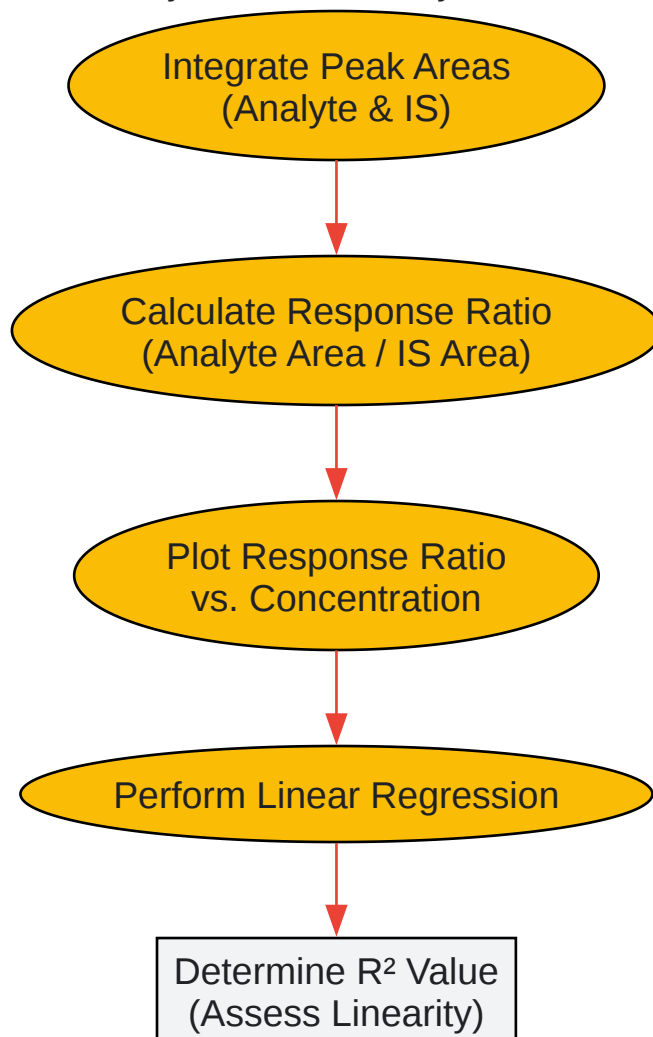 Integrate Peak Areas
(Analyte & IS)
Calculate Response Ratio
(Analyte Area / IS Area)
Plot Response Ratio
vs. Concentration
Perform Linear Regression
Determine R² Value
(Assess Linearity)